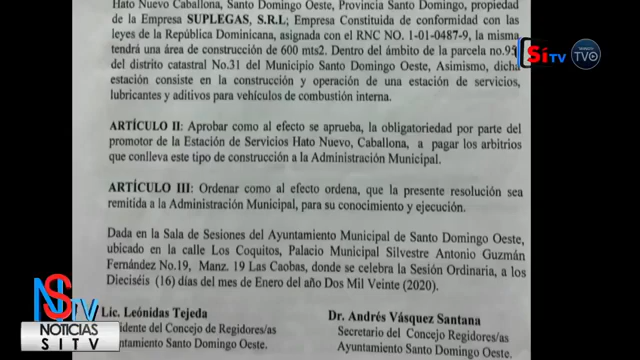 Hato Nuevo Caballona, Santo Domingo Oeste, Provincia Santo Domingo, propiedad
de la Empresa SUPLEGAS, S.R.L; Empresa Constituida de conformidad con las
leyes de la República Dominicana, asignada con el RNC NO. 1-01-0487-9, la misma
tendrá una área de construcción de 600 mts2. Dentro del ámbito de la parcela no.93
del distrito catastral No.31 del Municipio Santo Domingo Oeste, Asimismo, dicha
estación consiste en la construcción y operación de una estación de servicios,
lubricantes y aditivos para vehículos de combustión interna.
ARTÍCULO II: Aprobar como al efecto se aprueba, la obligatoriedad por parte del
promotor de la Estación de Servicios Hato Nuevo, Caballona, a pagar los arbitrios
que conlleva este tipo de construcción a la Administración Municipal.
ARTÍCULO III: Ordenar como al efecto ordena, que la presente resolución sea
remitida a la Administración Municipal, para su conocimiento y ejecución.
Dada en la Sala de Sesiones del Ayuntamiento Municipal de Santo Domingo Oeste,
ubicado en la calle Los Coquitos, Palacio Municipal Silvestre Antonio Guzmán
Fernández No.19, Manz. 19 Las Caobas, donde se celebra la Sesión Ordinaria, a los
Dieciséis (16) días del mes de Enero del año Dos Mil Veinte (2020).
Lic. Leónidas Tejeda
idente del Concejo de Regidores/as
untamiento Santo Domingo Oeste.
Dr. Andrés Vásquez Santana
Secretario del Concejo Regidores/as
Ayuntamiento Santo Domingo Oeste.
SíTV
TVO
NSTV
NOTICIAS
SITV